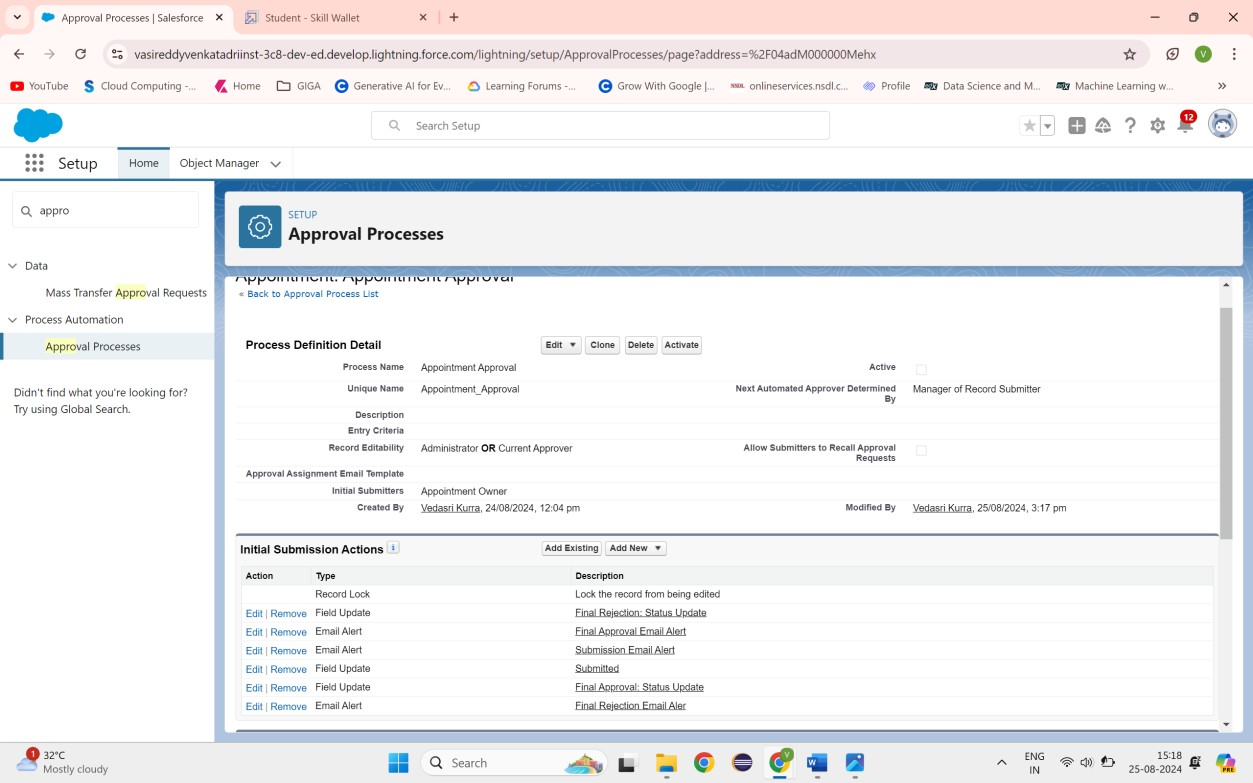 Approval Processes | Salesforce
Student - Skill Wallet
vasireddyvenkatadriinst-3c8-dev-ed.develop.lightning.force.com/lightning/setup/ApprovalProcesses/page?address=%2F04adM000000Mehx
V
YouTube
Cloud Computing -...
Home
GIGA
Generative AI for Ev...
Learning Forums -...
Grow With Google |...
NSDL onlineservices.nsdl.c...
Profile
Data Science and M...
Machine Learning w...
Search Setup
12
Setup
Home
Object Manager
appro
Data
Mass Transfer Approval Requests
Process Automation
Approval Processes
Didn't find what you're looking for?
Try using Global Search.
SETUP
Approval Processes
Appointment: Appointment Approval
« Back to Approval Process List
Process Definition Detail
Edit
Clone
Delete
Activate
Process Name Appointment Approval Active
Unique Name Appointment_Approval Next Automated Approver Determined By Manager of Record Submitter
Description
Entry Criteria
Record Editability Administrator OR Current Approver Allow Submitters to Recall Approval Requests
Approval Assignment Email Template
Initial Submitters Appointment Owner
Created By Vedasri Kurra, 24/08/2024, 12:04 pm Modified By Vedasri Kurra, 25/08/2024, 3:17 pm
Initial Submission Actions i
Add Existing
Add New
Action Type Description
Record Lock Lock the record from being edited
Edit | Remove Field Update Final Rejection: Status Update
Edit | Remove Email Alert Final Approval Email Alert
Edit | Remove Email Alert Submission Email Alert
Edit | Remove Field Update Submitted
Edit | Remove Field Update Final Approval: Status Update
Edit | Remove Email Alert Final Rejection Email Aler
1
32°C
Mostly cloudy
Search
V
W
ENG
IN
15:18
25-08-2024
PRE